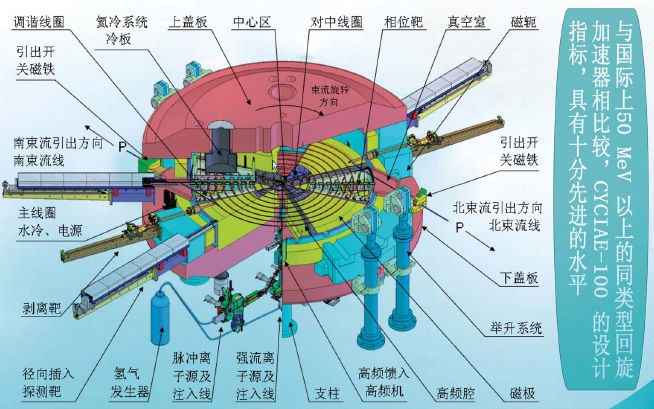 调谐线圈
氦冷系统
冷板
上盖板
中心区
对中线圈
相位靶
真空室
磁轭
引出开
关磁铁
束流旋转
方向
P
南束流引出方向
南束流线
引出开
关磁铁
主线圈
水冷、电源
北束流引出方向
北束流线
P
下盖板
剥离靶
举升系统
径向插入
探测靶
氢气
发生器
脉冲离
子源及
注入线
强流离
子源及
注入线
支柱
高频馈入
高频机
高频腔
磁极
与国际上50 MeV 以上的同类型回旋
加速器相比较，CYCIAE-100 的设计
指标，具有十分先进的水平